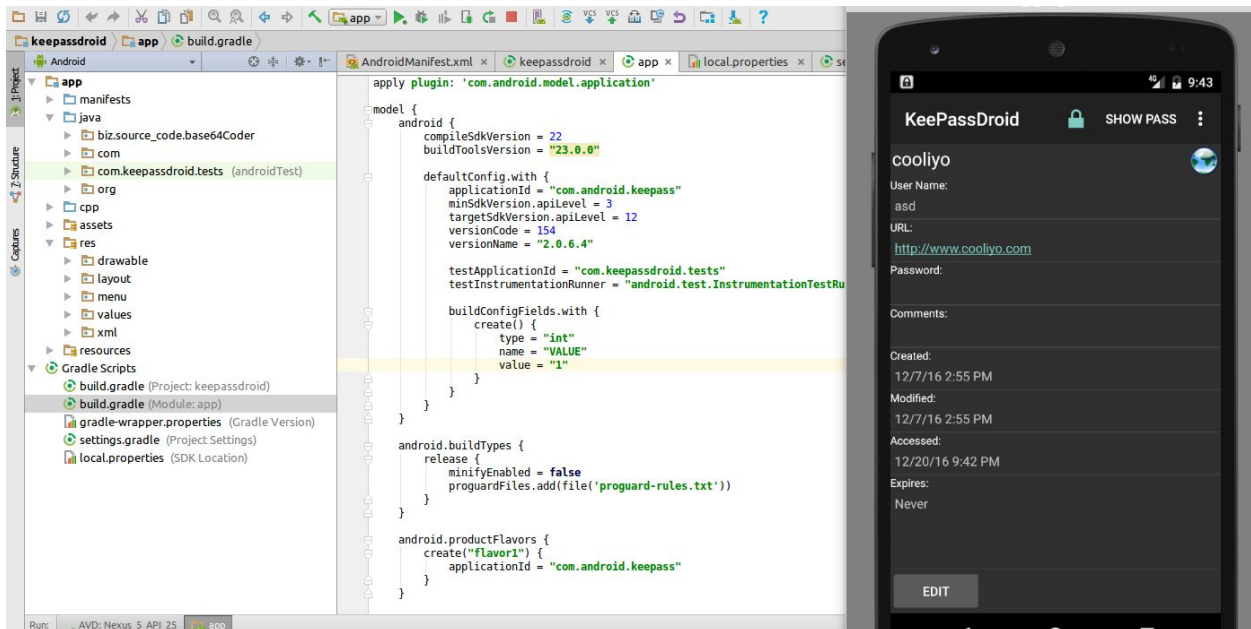 app
VCS VCS
keepassdroid app build.gradle
Android
AndroidManifest.xml × keepassdroid × app × local.properties ×
1: Project
Z: Structure
Captures
app
manifests
java
biz.source_code.base64Coder
com
com.keepassdroid.tests (androidTest)
org
cpp
assets
res
drawable
layout
menu
values
xml
resources
Gradle Scripts
build.gradle (Project: keepassdroid)
build.gradle (Module: app)
gradle-wrapper.properties (Gradle Version)
settings.gradle (Project Settings)
local.properties (SDK Location)
apply plugin: 'com.android.model.application'
model {
android {
compileSdkVersion = 22
buildToolsVersion = "23.0.0"
defaultConfig.with {
applicationId = "com.android.keepass"
minSdkVersion.apiLevel = 3
targetSdkVersion.apiLevel = 12
versionCode = 154
versionName = "2.0.6.4"
testApplicationId = "com.keepassdroid.tests"
testInstrumentationRunner = "android.test.InstrumentationTestRu
buildConfigFields.with {
create() {
type = "int"
name = "VALUE"
value = "1"
}
}
}
}
android.buildTypes {
release {
minifyEnabled = false
proguardFiles.add(file('proguard-rules.txt'))
}
}
android.productFlavors {
create("flavor1") {
applicationId = "com.android.keepass"
}
}
Run: AVD: Nexus_5_API_25 app
4G 9:43
KeePassDroid SHOW PASS
cooliyo
User Name:
asd
URL:
http://www.cooliyo.com
Password:
Comments:
Created:
12/7/16 2:55 PM
Modified:
12/7/16 2:55 PM
Accessed:
12/20/16 9:42 PM
Expires:
Never
EDIT